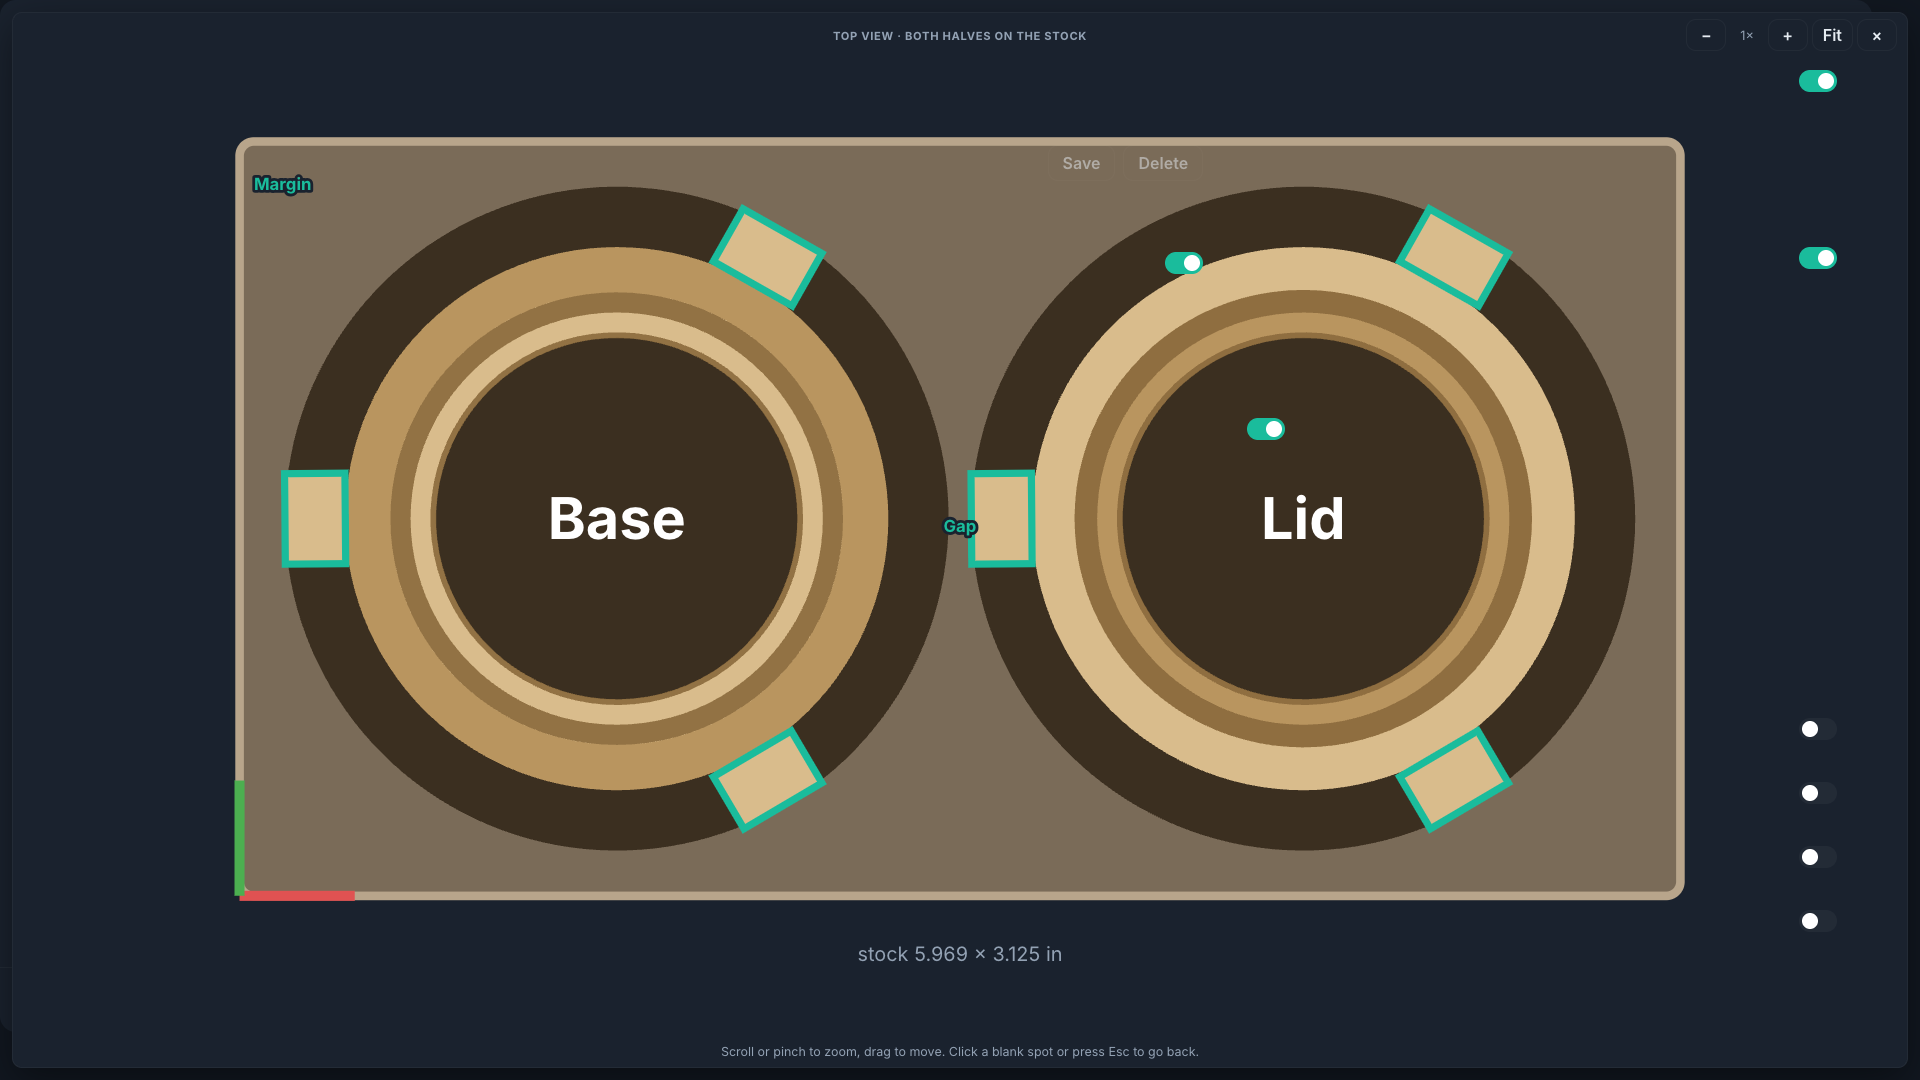 TOP VIEW · BOTH HALVES ON THE STOCK
− 1× + Fit ×
Save Delete
Margin
Base
Gap
Lid
stock 5.969 × 3.125 in
Scroll or pinch to zoom, drag to move. Click a blank spot or press Esc to go back.